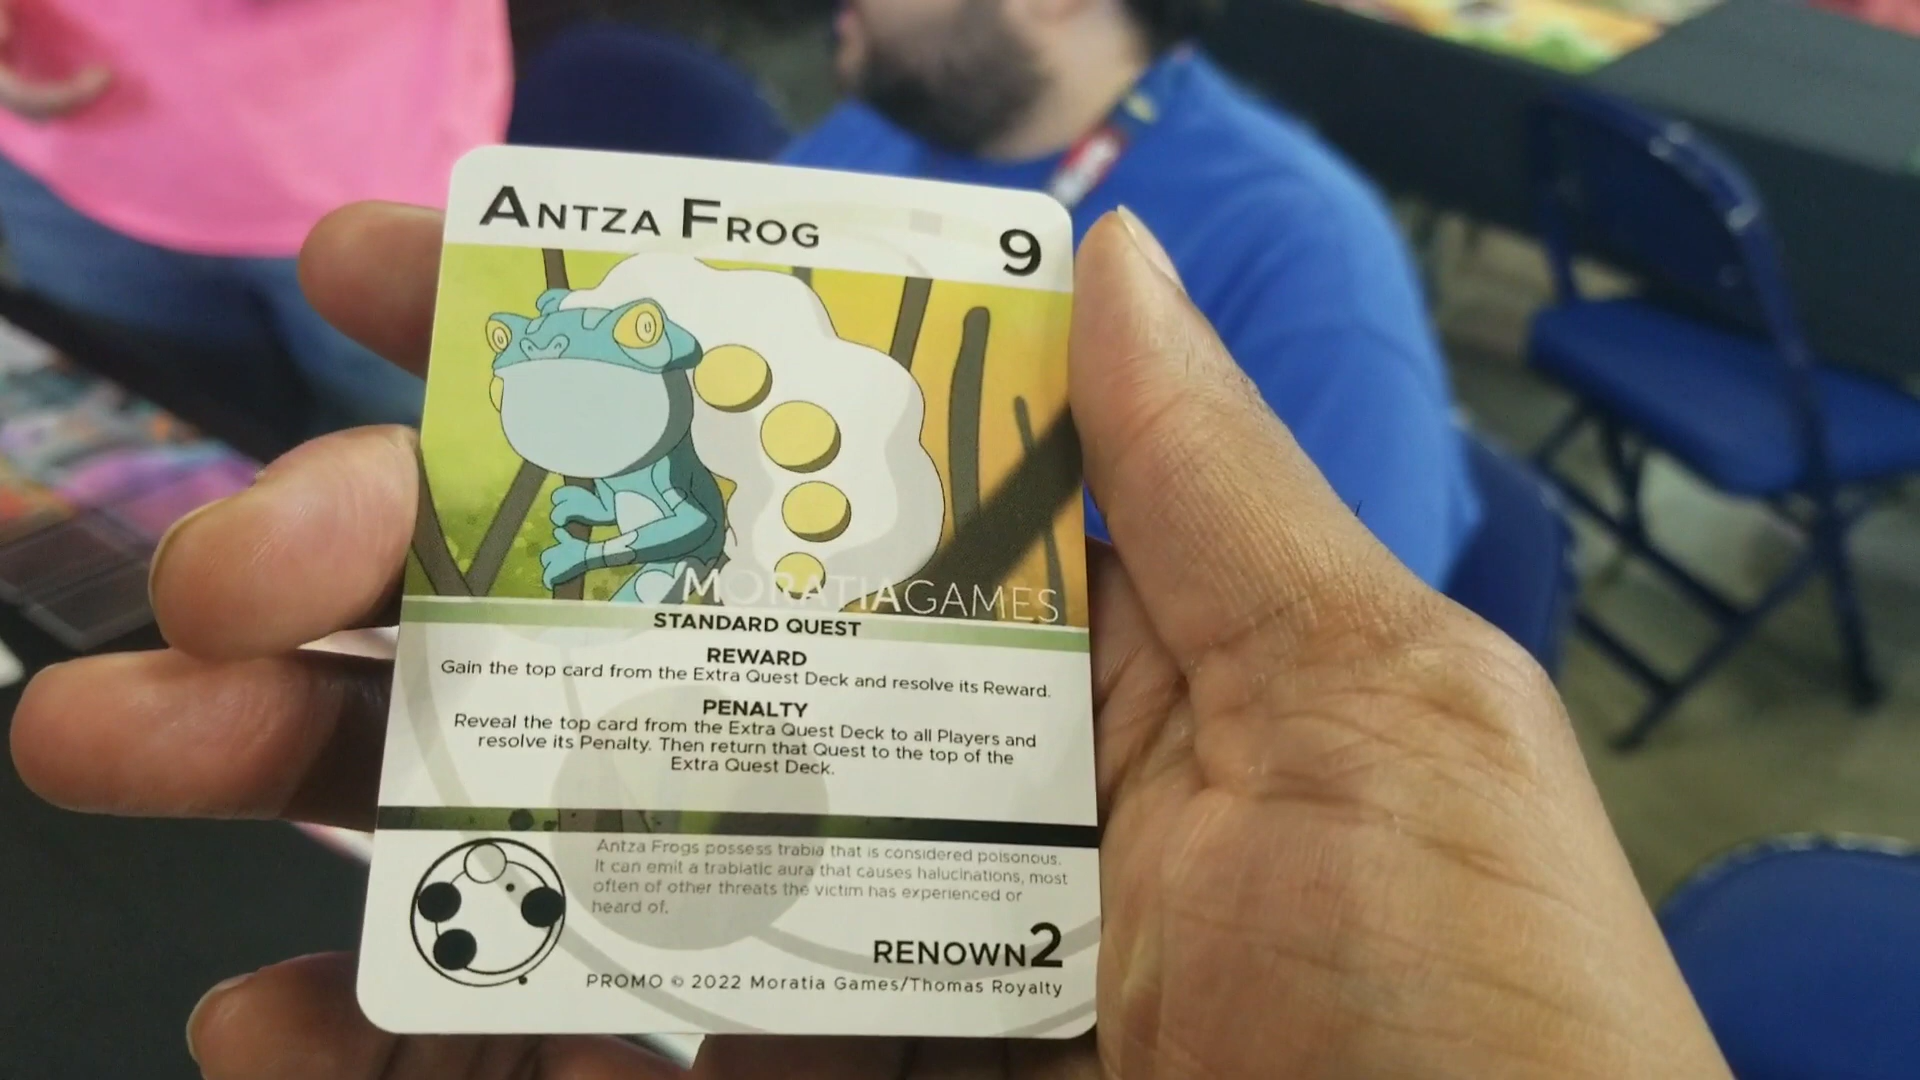 ANTZA FROG
9
MORATIAGAMES
STANDARD QUEST
REWARD
Gain the top card from the Extra Quest Deck and resolve its Reward.
PENALTY
Reveal the top card from the Extra Quest Deck to all Players and
resolve its Penalty. Then return that Quest to the top of the
Extra Quest Deck.
Antza Frogs possess trabia that is considered poisonous.
It can emit a trabiatic aura that causes halucinations, most
often of other threats the victim has experienced or
heard of.
RENOWN 2
PROMO © 2022 Moratia Games/Thomas Royalty